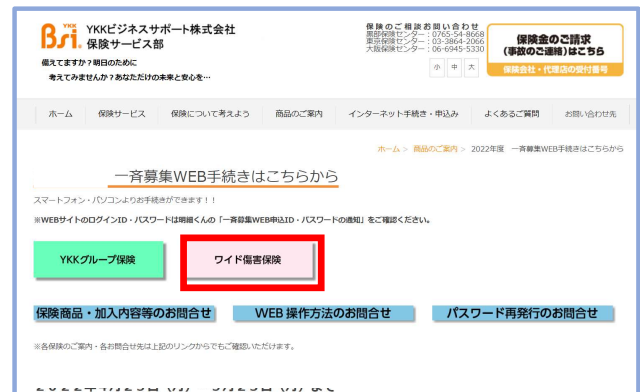 YKK
Bsi.
YKKビジネスサポート株式会社
保険サービス部
備えてますか？明日のために
考えてみませんか？あなただけの未来と安心を…
保険のご相談お問い合わせ
黒部保険センター：0765-54-8668
東京保険センター：03-3864-2066
大阪保険センター：06-6945-5330
小 中 大
保険金のご請求
(事故のご連絡)はこちら
保険会社・代理店の受付番号
ホーム 保険サービス 保険について考えよう 商品のご案内 インターネット手続き・申込み よくあるご質問 お問い合わせ先
ホーム > 商品のご案内 > 2022年度 一斉募集WEB手続きはこちらから
一斉募集WEB手続きはこちらから
スマートフォン・パソコンよりお手続きができます！！
※WEBサイトのログインID・パスワードは明細くんの「一斉募集WEB申込ID・パスワードの通知」をご確認ください。
YKKグループ保険 ワイド傷害保険
保険商品・加入内容等のお問合せ WEB 操作方法のお問合せ パスワード再発行のお問合せ
※各保険のご案内・各お問合せ先は上記のリンクからでもご確認いただけます。